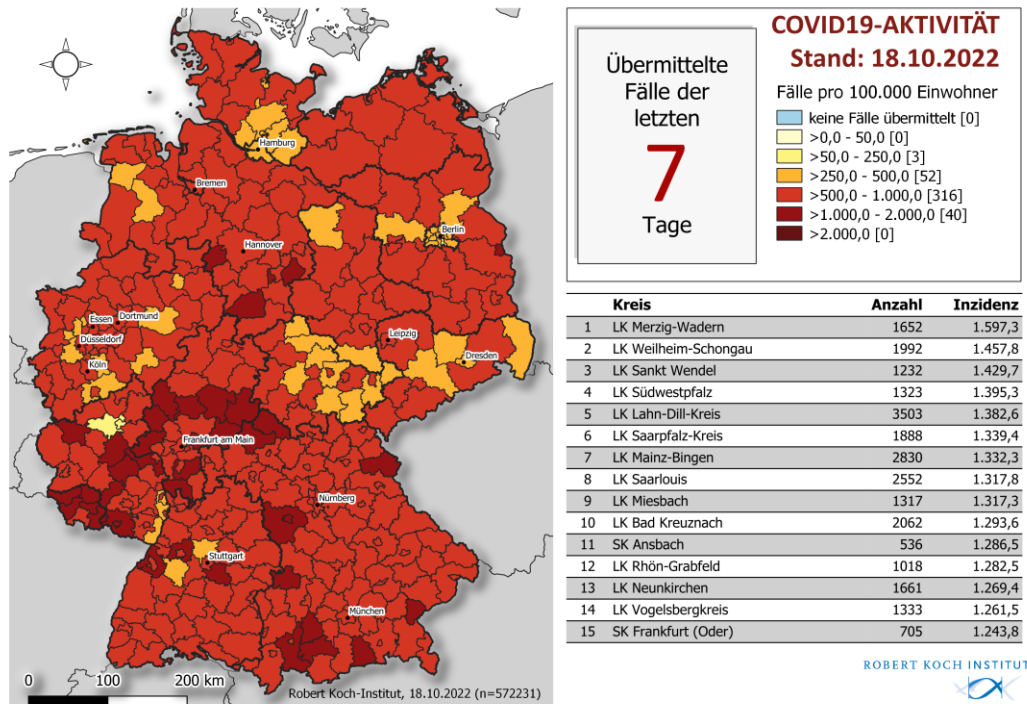 Hamburg
Bremen
Berlin
Hannover
Essen
Dortmund
Düsseldorf
Leipzig
Köln
Dresden
Frankfurt am Main
Nürnberg
Stuttgart
München
0 100 200 km
Robert Koch-Institut, 18.10.2022 (n=572231)
Übermittelte
Fälle der
letzten
7
Tage
COVID19-AKTIVITÄT
Stand: 18.10.2022
Fälle pro 100.000 Einwohner
keine Fälle übermittelt [0]
>0,0 - 50,0 [0]
>50,0 - 250,0 [3]
>250,0 - 500,0 [52]
>500,0 - 1.000,0 [316]
>1.000,0 - 2.000,0 [40]
>2.000,0 [0]
Kreis Anzahl Inzidenz
1 LK Merzig-Wadern 1652 1.597,8
2 LK Weilheim-Schongau 1992 1.457,8
3 LK Sankt Wendel 1232 1.429,7
4 LK Südwestpfalz 1323 1.395,3
5 LK Lahn-Dill-Kreis 3503 1.382,6
6 LK Saarpfalz-Kreis 1888 1.339,4
7 LK Mainz-Bingen 2830 1.332,3
8 LK Saarlouis 2552 1.317,8
9 LK Miesbach 1317 1.317,3
10 LK Bad Kreuznach 2062 1.293,6
11 SK Ansbach 536 1.286,5
12 LK Rhön-Grabfeld 1018 1.282,5
13 LK Neunkirchen 1661 1.269,4
14 LK Vogelsbergkreis 1333 1.261,5
15 SK Frankfurt (Oder) 705 1.243,8
ROBERT KOCH INSTITUT